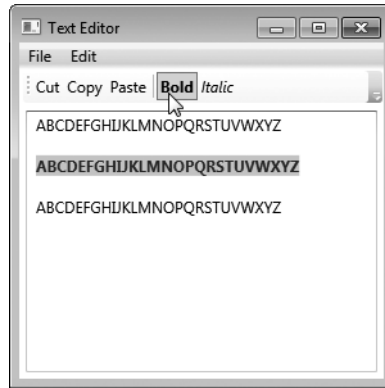 Text Editor
File Edit
Cut Copy Paste Bold Italic
ABCDEFGHIJKLMNOPQRSTUVWXYZ
ABCDEFGHIJKLMNOPQRSTUVWXYZ
ABCDEFGHIJKLMNOPQRSTUVWXYZ